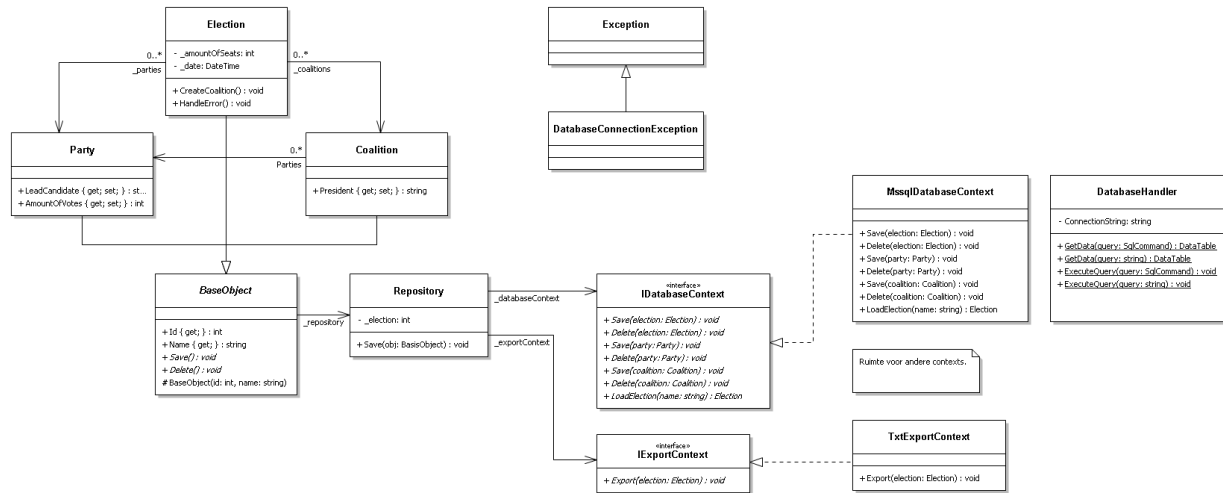 Election
- _amountOfSeats: int
- _date: DateTime
+ CreateCoalition() : void
+ HandleError() : void
0..*
_parties
0..*
_coalitions
Exception
DatabaseConnectionException
Party
+ LeadCandidate { get; set; } : st...
+ AmountOfVotes { get; set; } : int
0..*
Parties
Coalition
+ President { get; set; } : string
MssqlDatabaseContext
+ Save(election: Election) : void
+ Delete(election: Election) : void
+ Save(party: Party) : void
+ Delete(party: Party) : void
+ Save(coalition: Coalition) : void
+ Delete(coalition: Coalition) : void
+ LoadElection(name: string) : Election
DatabaseHandler
- ConnectionString: string
+ GetData(query: SqlCommand) : DataTable
+ GetData(query: string) : DataTable
+ ExecuteQuery(query: SqlCommand) : void
+ ExecuteQuery(query: string) : void
BaseObject
+ Id { get; } : int
+ Name { get; } : string
+ Save() : void
+ Delete() : void
# BaseObject(id: int, name: string)
_repository
Repository
- _election: int
+ Save(obj: BasisObject) : void
_databaseContext
_exportContext
«interface»
IDatabaseContext
+ Save(election: Election) : void
+ Delete(election: Election) : void
+ Save(party: Party) : void
+ Delete(party: Party) : void
+ Save(coalition: Coalition) : void
+ Delete(coalition: Coalition) : void
+ LoadElection(name: string) : Election
Ruimte voor andere contexts.
«interface»
IExportContext
+ Export(election: Election) : void
TxtExportContext
+ Export(election: Election) : void